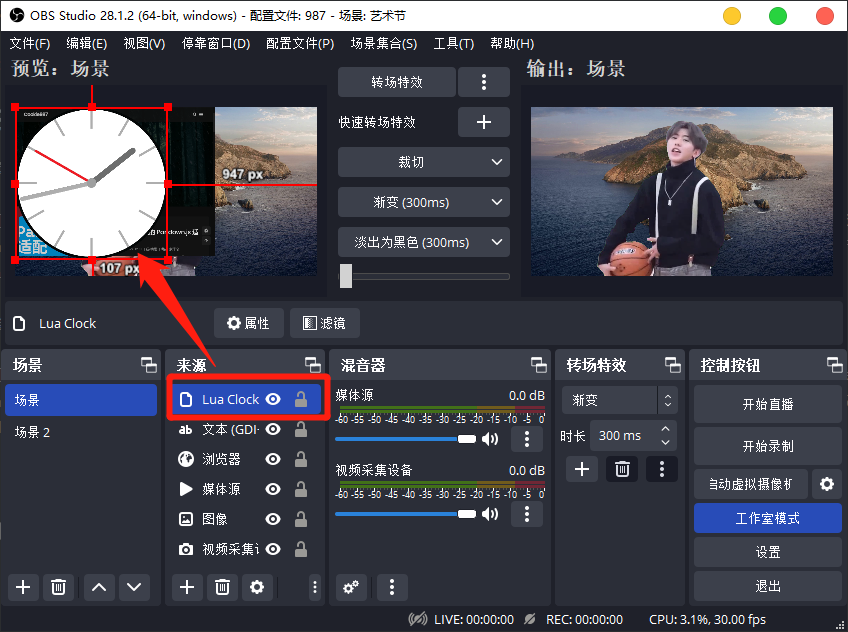 OBS Studio 28.1.2 (64-bit, windows) - 配置文件: 987 - 场景: 艺术节
文件(F) 编辑(E) 视图(V) 停靠窗口(D) 配置文件(P) 场景集合(S) 工具(T) 帮助(H)
预览：场景
转场特效
输出：场景
快速转场特效
裁切
947 px
渐变 (300ms)
淡出为黑色 (300ms)
适配
107 px
Lua Clock
属性
滤镜
场景
来源
混音器
转场特效
控制按钮
场景
场景 2
Lua Clock
文本 (GDI-
浏览器
媒体源
图像
视频采集讠
媒体源 0.0 dB
-60 -55 -50 -45 -40 -35 -30 -25 -20 -15 -10 -5 0
视频采集设备 0.0 dB
-60 -55 -50 -45 -40 -35 -30 -25 -20 -15 -10 -5 0
渐变
时长 300 ms
开始直播
开始录制
自动虚拟摄像机
工作室模式
设置
退出
LIVE: 00:00:00 REC: 00:00:00 CPU: 3.1%, 30.00 fps